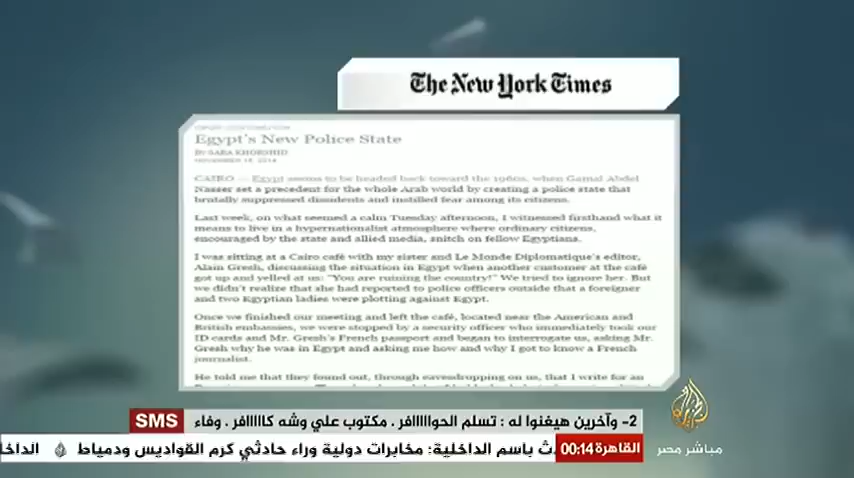 The New York Times
Egypt's New Police State
By SARA KHORSHID
NOVEMBER 16, 2014
CAIRO — Egypt seems to be headed back toward the 1960s, when Gamal Abdel
Nasser set a precedent for the whole Arab world by creating a police state that
brutally suppressed dissidents and instilled fear among its citizens.
Last week, on what seemed a calm Tuesday afternoon, I witnessed firsthand what it
means to live in a hypernationalist atmosphere where ordinary citizens,
encouraged by the state and allied media, snitch on fellow Egyptians.
I was sitting at a Cairo café with my sister and Le Monde Diplomatique's editor,
Alain Gresh, discussing the situation in Egypt when another customer at the café
got up and yelled at us: "You are ruining the country!" We tried to ignore her. But
we didn't realize that she had reported to police officers outside that a foreigner
and two Egyptian ladies were plotting against Egypt.
Once we finished our meeting and left the café, located near the American and
British embassies, we were stopped by a security officer who immediately took our
ID cards and Mr. Gresh's French passport and began to interrogate us, asking Mr.
Gresh why he was in Egypt and asking me how and why I got to know a French
journalist.
He told me that they found out, through eavesdropping on us, that I write for an
SMS 2- وآخرين هيغنوا له : تسلم الحواااااافر . مكتوب علي وشه كااااافر . وفاء
القاهرة 00:14
دث باسم الداخلية: مخابرات دولية وراء حادثي كرم القواديس ودمياط
الداخ
مباشر مصر